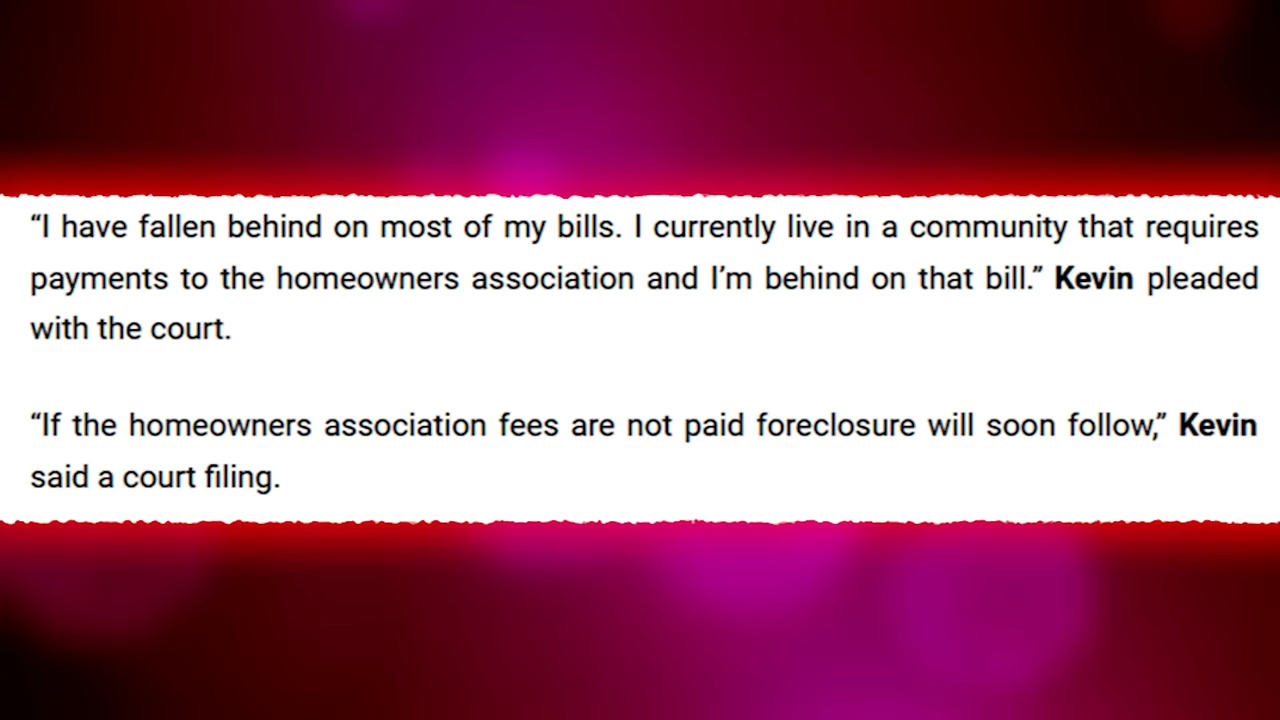 “I have fallen behind on most of my bills. I currently live in a community that requires
payments to the homeowners association and I’m behind on that bill.” Kevin pleaded
with the court.
“If the homeowners association fees are not paid foreclosure will soon follow,” Kevin
said a court filing.